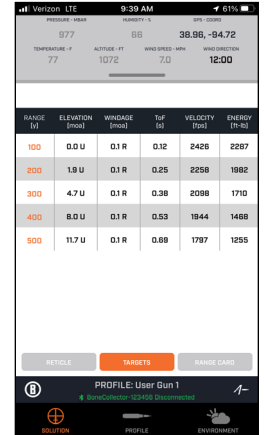 Verizon LTE 9:39 AM 61%
PRESSURE - MBAR HUMIDITY - % GPS - COORD
977 66 38.96, -94.72
TEMPERATURE - F ALTITUDE - FT WIND SPEED - MPH WIND DIRECTION
77 1072 7.0 12:00
RANGE ELEVATION WINDAGE ToF VELOCITY ENERGY
(y) (moa) (moa) (s) (fps) (ft-lb)
100 0.0 U 0.1 R 0.12 2426 2287
200 1.9 U 0.1 R 0.25 2258 1982
300 4.7 U 0.1 R 0.38 2098 1710
400 8.0 U 0.1 R 0.53 1944 1468
500 11.7 U 0.1 R 0.69 1797 1255
RETICLE TARGETS RANGE CARD
B PROFILE: User Gun 1
BoneCollector-123456 Disconnected
SOLUTION PROFILE ENVIRONMENT